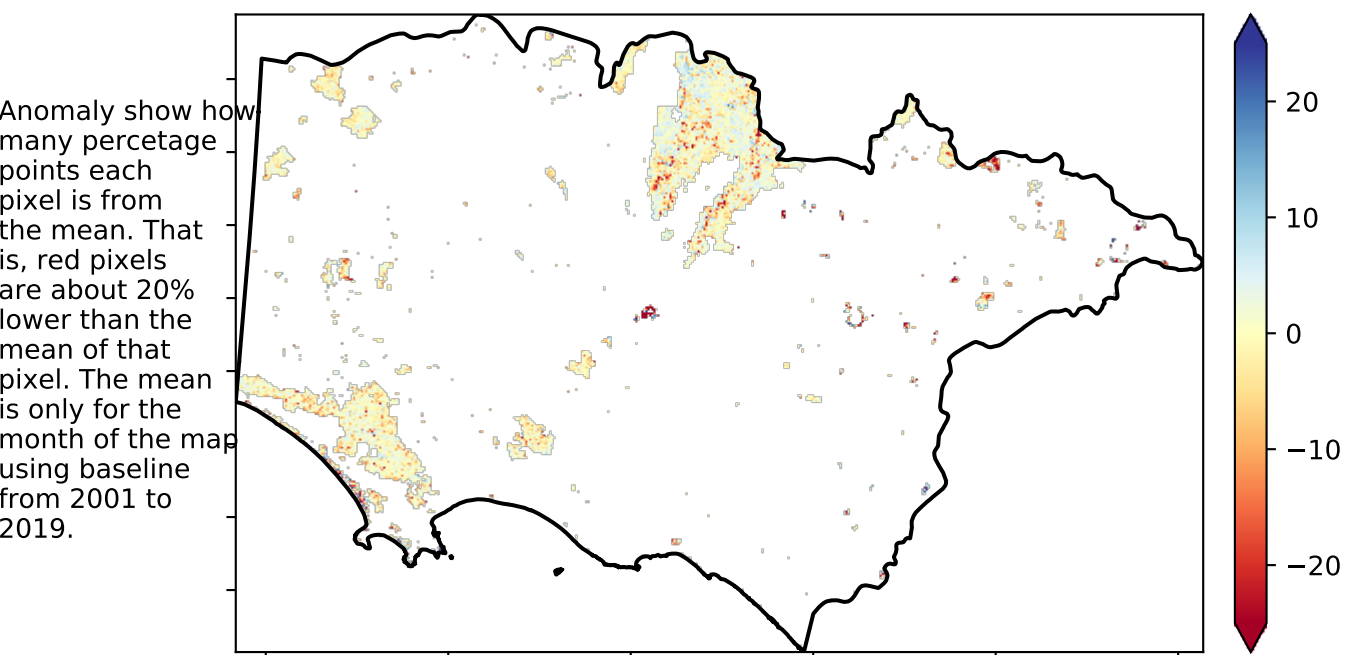 Anomaly show how
many percetage
points each
pixel is from
the mean. That
is, red pixels
are about 20%
lower than the
mean of that
pixel. The mean
is only for the
month of the map
using baseline
from 2001 to
2019.
20
10
0
−10
−20